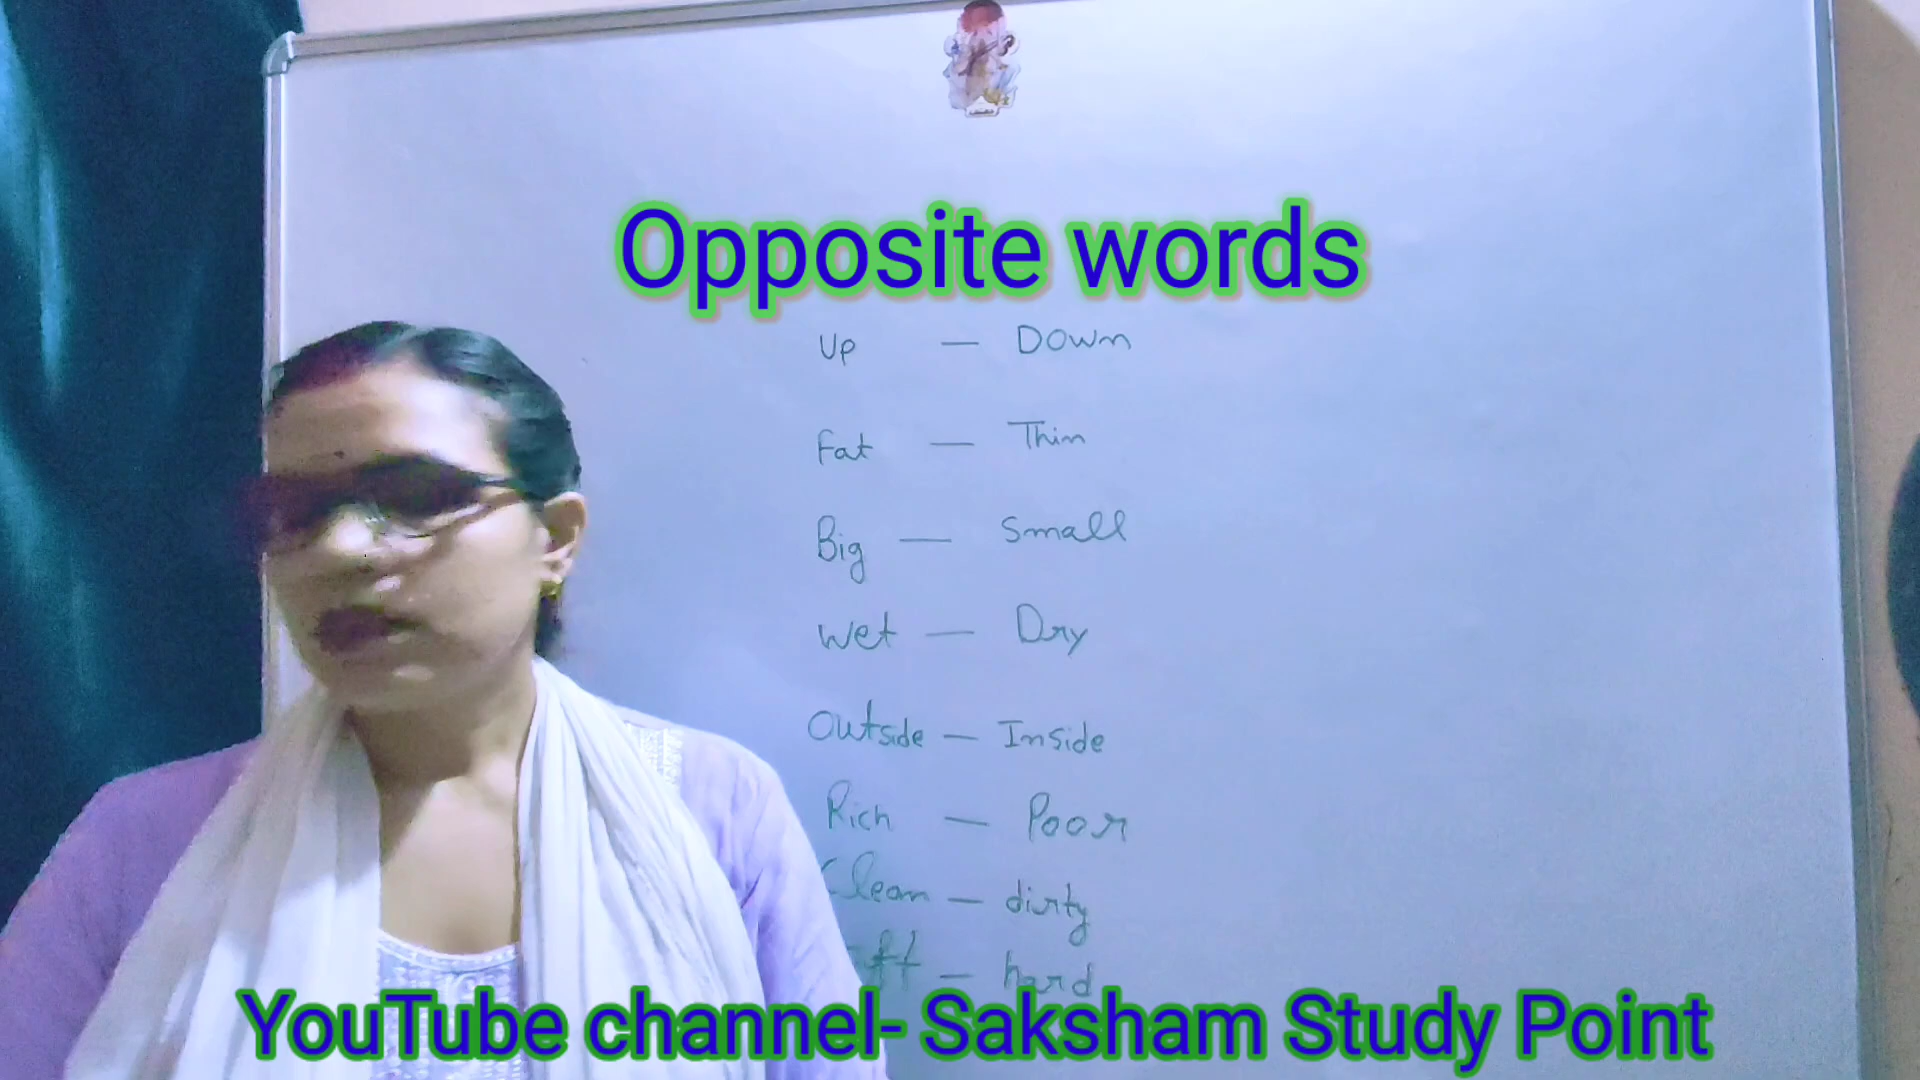 Opposite words
Up — Down
Fat — Thin
Big — Small
Wet — Dry
Outside — Inside
Rich — Poor
Clean — dirty
— hard
YouTube channel- Saksham Study Point